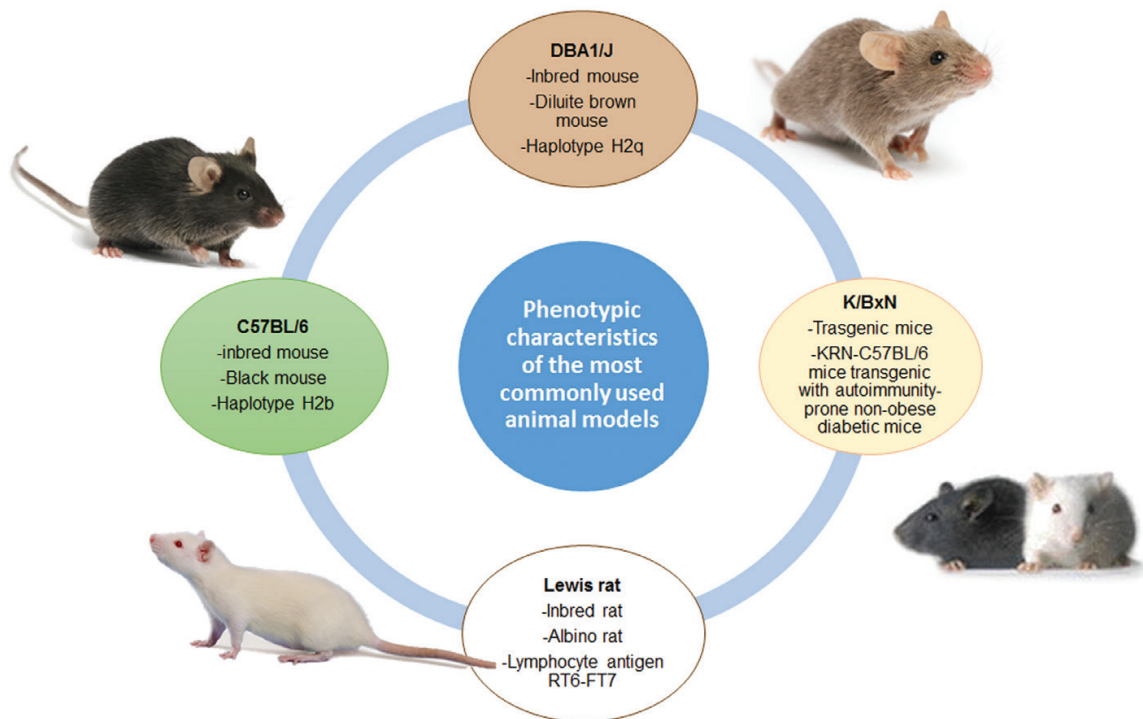 DBA1/J
-Inbred mouse
-Diluite brown
mouse
-Haplotype H2q
C57BL/6
-inbred mouse
-Black mouse
-Haplotype H2b
Phenotypic
characteristics
of the most
commonly used
animal models
K/BxN
-Trasgenic mice
-KRN-C57BL/6
mice transgenic
with autoimmunity-
prone non-obese
diabetic mice
Lewis rat
-Inbred rat
-Albino rat
-Lymphocyte antigen
RT6-FT7